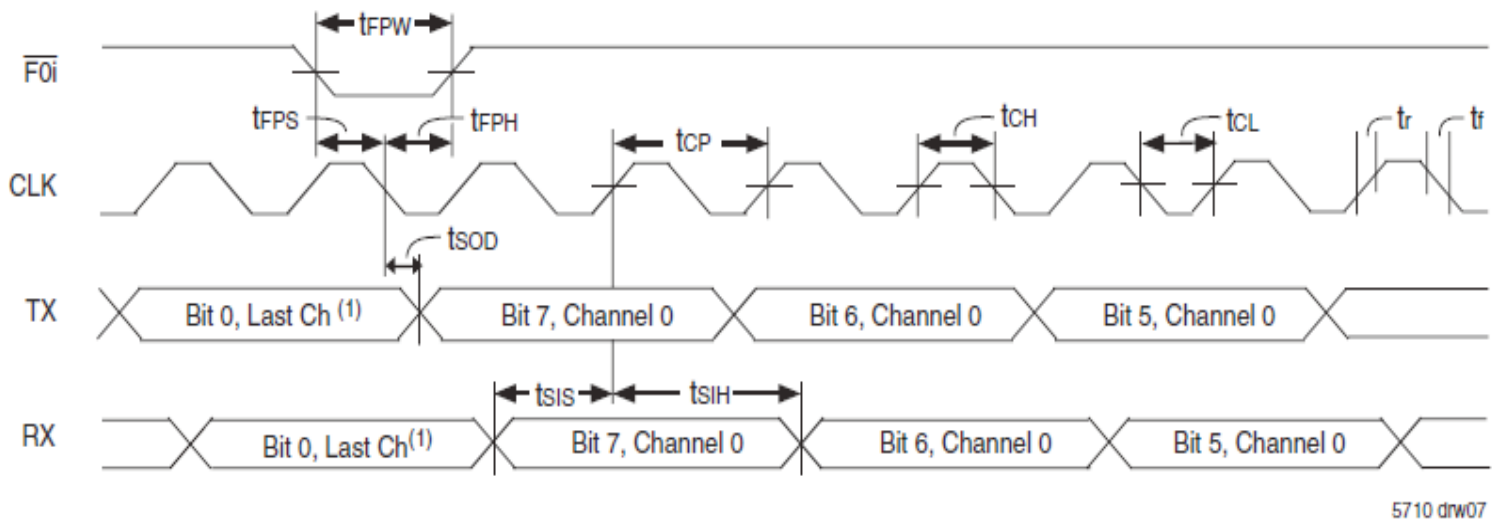 tFPW
F0i
tFPS
tFPH
tCP
tCH
tCL
tr
tf
CLK
tSOD
TX
Bit 0, Last Ch (1)
Bit 7, Channel 0
Bit 6, Channel 0
Bit 5, Channel 0
tSIS
tSIH
RX
Bit 0, Last Ch(1)
Bit 7, Channel 0
Bit 6, Channel 0
Bit 5, Channel 0
5710 drw07